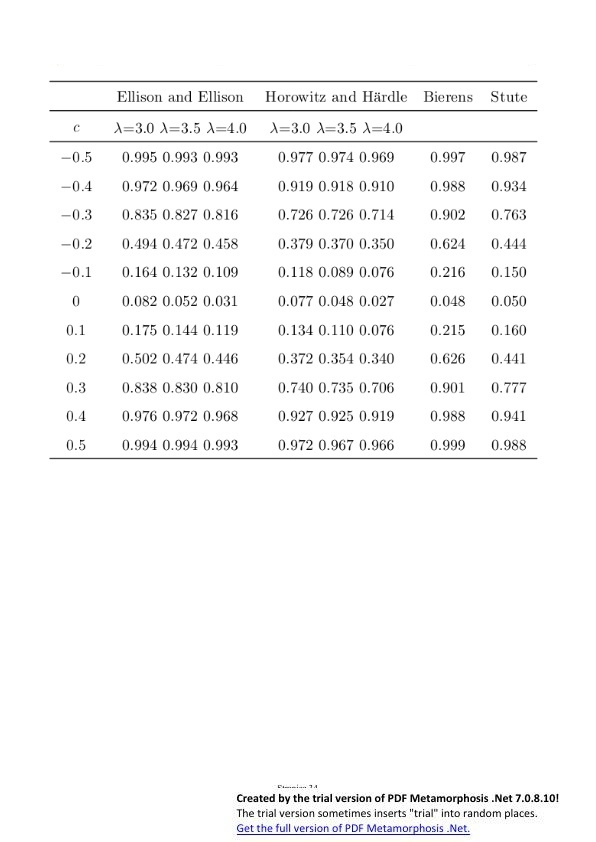 Ellison and Ellison Horowitz and Härdle Bierens Stute
c λ=3.0 λ=3.5 λ=4.0 λ=3.0 λ=3.5 λ=4.0
−0.5 0.995 0.993 0.993 0.977 0.974 0.969 0.997 0.987
−0.4 0.972 0.969 0.964 0.919 0.918 0.910 0.988 0.934
−0.3 0.835 0.827 0.816 0.726 0.726 0.714 0.902 0.763
−0.2 0.494 0.472 0.458 0.379 0.370 0.350 0.624 0.444
−0.1 0.164 0.132 0.109 0.118 0.089 0.076 0.216 0.150
0 0.082 0.052 0.031 0.077 0.048 0.027 0.048 0.050
0.1 0.175 0.144 0.119 0.134 0.110 0.076 0.215 0.160
0.2 0.502 0.474 0.446 0.372 0.354 0.340 0.626 0.441
0.3 0.838 0.830 0.810 0.740 0.735 0.706 0.901 0.777
0.4 0.976 0.972 0.968 0.927 0.925 0.919 0.988 0.941
0.5 0.994 0.994 0.993 0.972 0.967 0.966 0.999 0.988
Created by the trial version of PDF Metamorphosis .Net 7.0.8.10!
The trial version sometimes inserts "trial" into random places.
Get the full version of PDF Metamorphosis .Net.